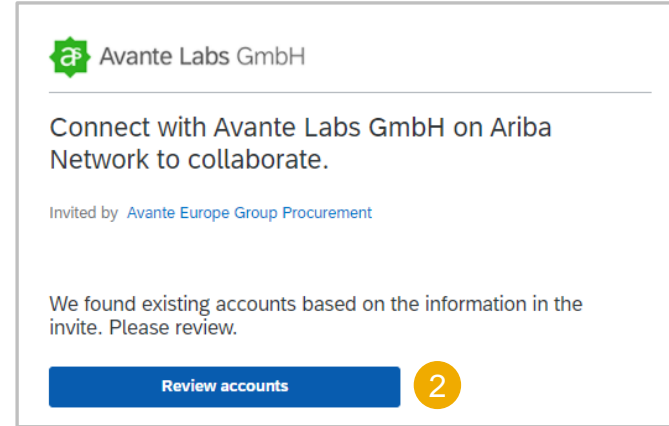 as Avante Labs GmbH
Connect with Avante Labs GmbH on Ariba
Network to collaborate.
Invited by Avante Europe Group Procurement
We found existing accounts based on the information in the
invite. Please review.
Review accounts 2